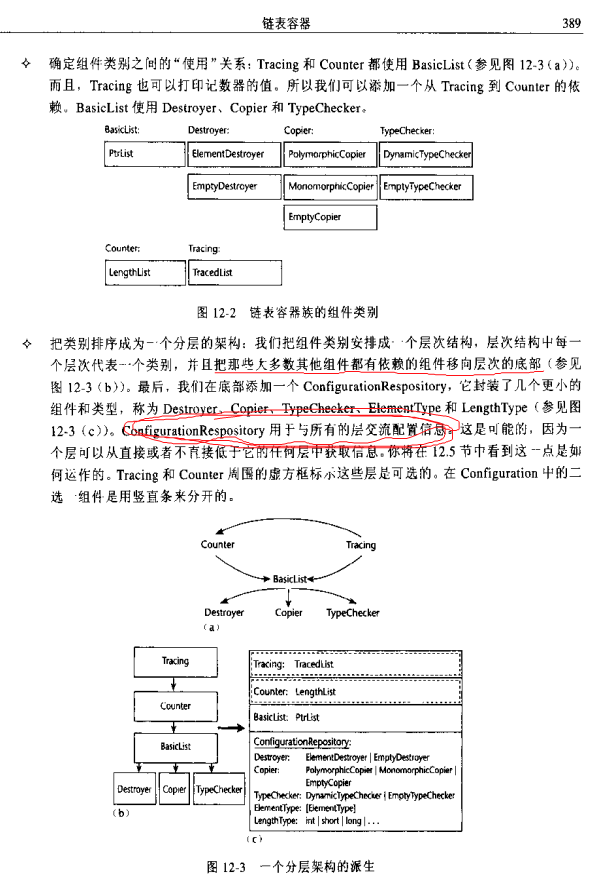 链表容器 389
✧ 确定组件类别之间的“使用”关系：Tracing 和 Counter 都使用 BasicList（参见图 12-3（a））。
而且，Tracing 也可以打印记数器的值。所以我们可以添加一个从 Tracing 到 Counter 的依
赖。BasicList 使用 Destroyer、Copier 和 TypeChecker。
BasicList: Destroyer: Copier: TypeChecker:
PtrList ElementDestroyer PolymorphicCopier DynamicTypeChecker
EmptyDestroyer MonomorphicCopier EmptyTypeChecker
EmptyCopier
Counter: Tracing:
LengthList TracedList
图 12-2 链表容器族的组件类别
✧ 把类别排序成为一个分层的架构：我们把组件类别安排成一个层次结构，层次结构中每一
个层次代表一个类别，并且把那些大多数其他组件都有依赖的组件移向层次的底部（参见
图 12-3（b））。最后，我们在底部添加一个 ConfigurationRespository，它封装了几个更小的
组件和类型，称为 Destroyer、Copier、TypeChecker、ElementType 和 LengthType（参见图
12-3（c））。ConfigurationRespository 用于与所有的层交流配置信息。这是可能的，因为一
个层可以从直接或者不直接低于它的任何层中获取信息。你将在 12.5 节中看到这一点是如
何运作的。Tracing 和 Counter 周围的虚方框标示这些层是可选的。在 Configuration 中的二
选一组件是用竖直条来分开的。
Counter Tracing
BasicList
Destroyer Copier TypeChecker
(a)
Tracing
Counter
BasicList
Destroyer Copier TypeChecker
(b)
Tracing: TracedList
Counter: LengthList
BasicList: PtrList
ConfigurationRepository:
Destroyer: ElementDestroyer | EmptyDestroyer
Copier: PolymorphicCopier | MonomorphicCopier |
EmptyCopier
TypeChecker: DynamicTypeChecker | EmptyTypeChecker
ElementType: [ElementType]
LengthType: int | short | long | . . .
(c)
图 12-3 一个分层架构的派生